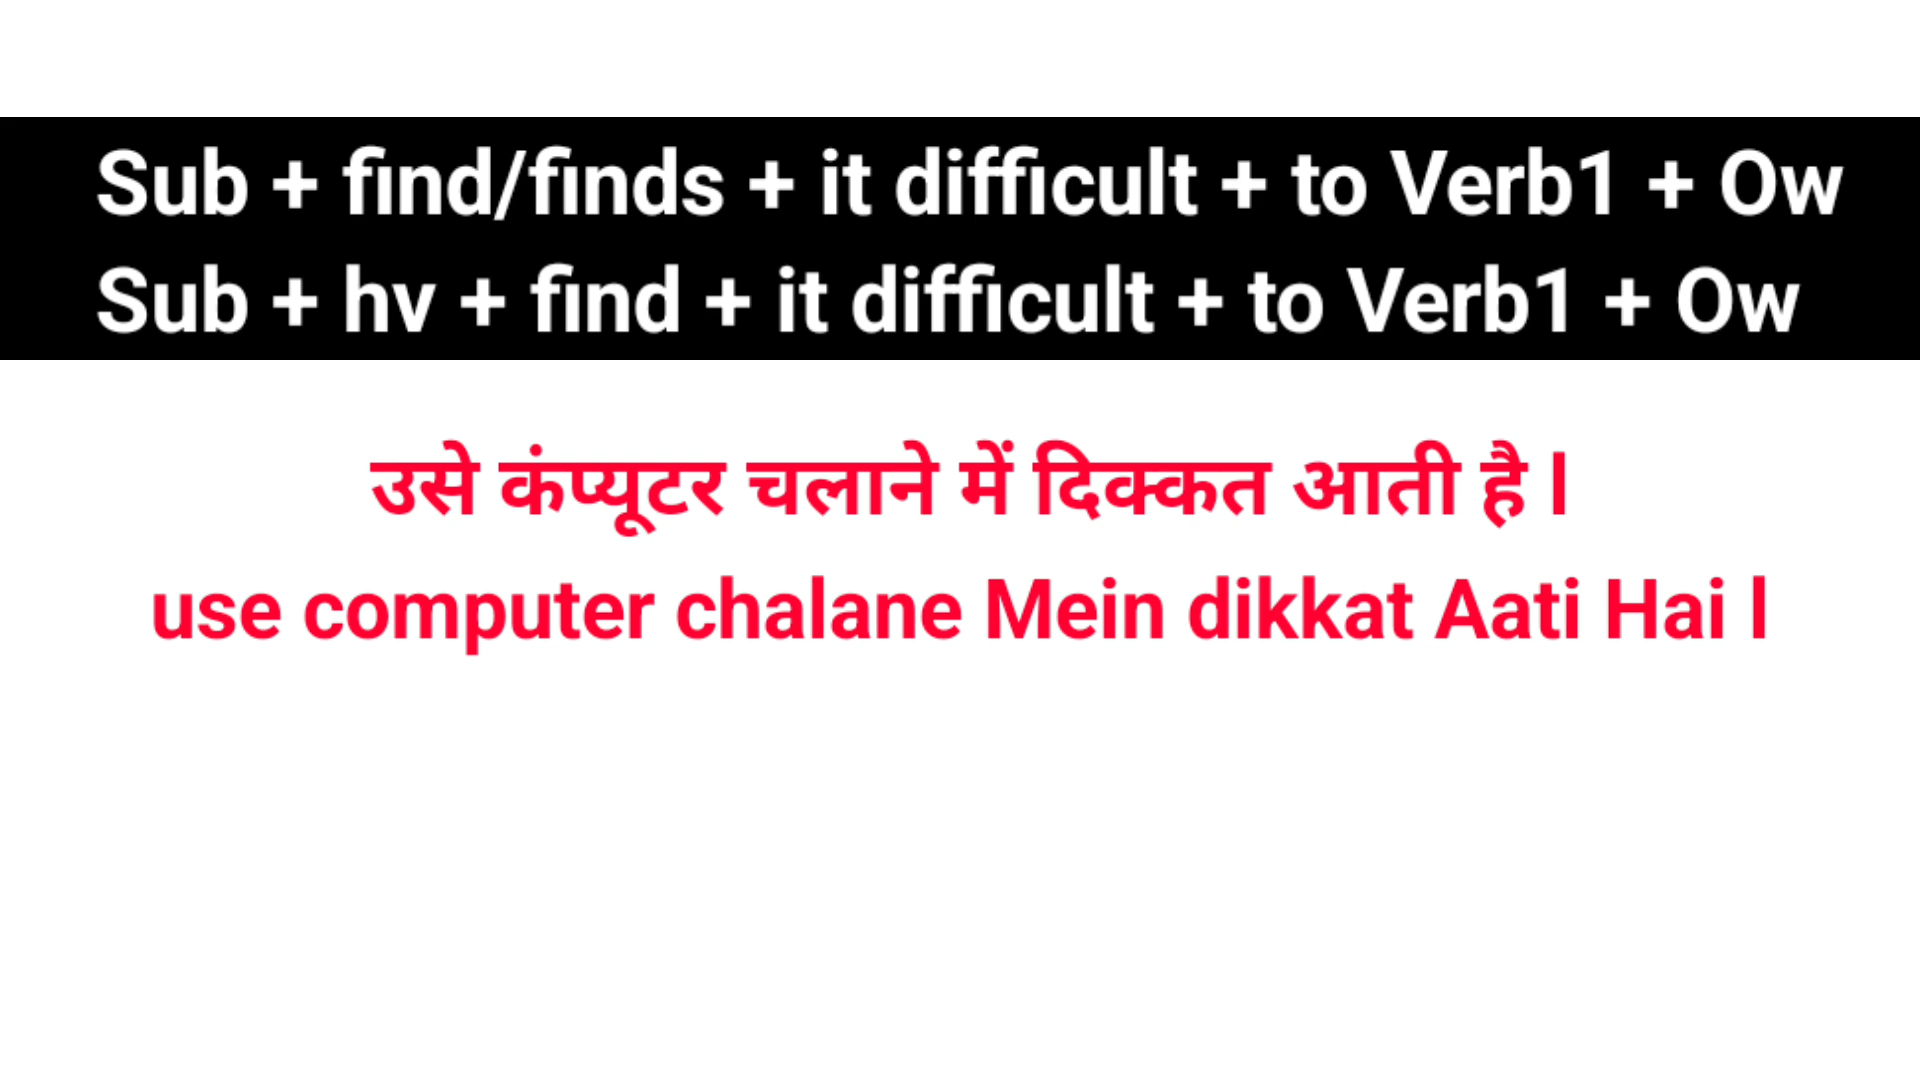 Sub + find/finds + it difficult + to Verb1 + Ow
Sub + hv + find + it difficult + to Verb1 + Ow
उसे कंप्यूटर चलाने में दिक्कत आती है l
use computer chalane Mein dikkat Aati Hai l